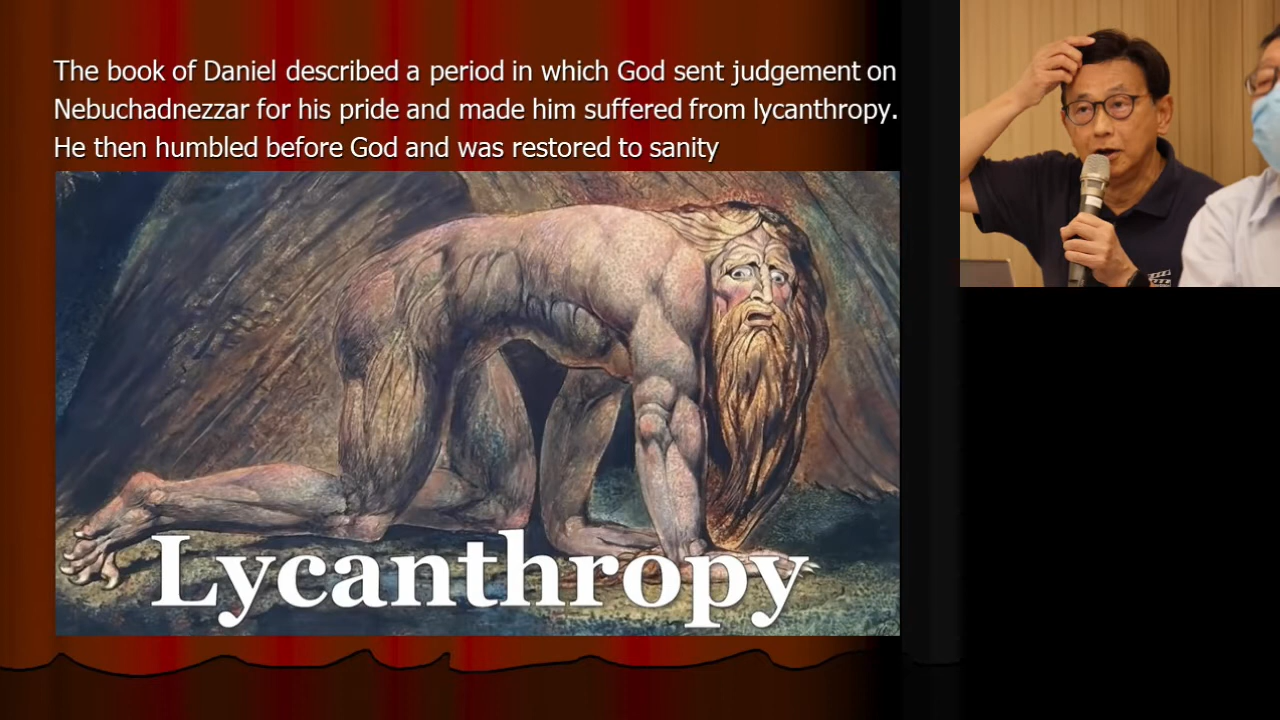 The book of Daniel described a period in which God sent judgement on
Nebuchadnezzar for his pride and made him suffered from lycanthropy.
He then humbled before God and was restored to sanity
Lycanthropy